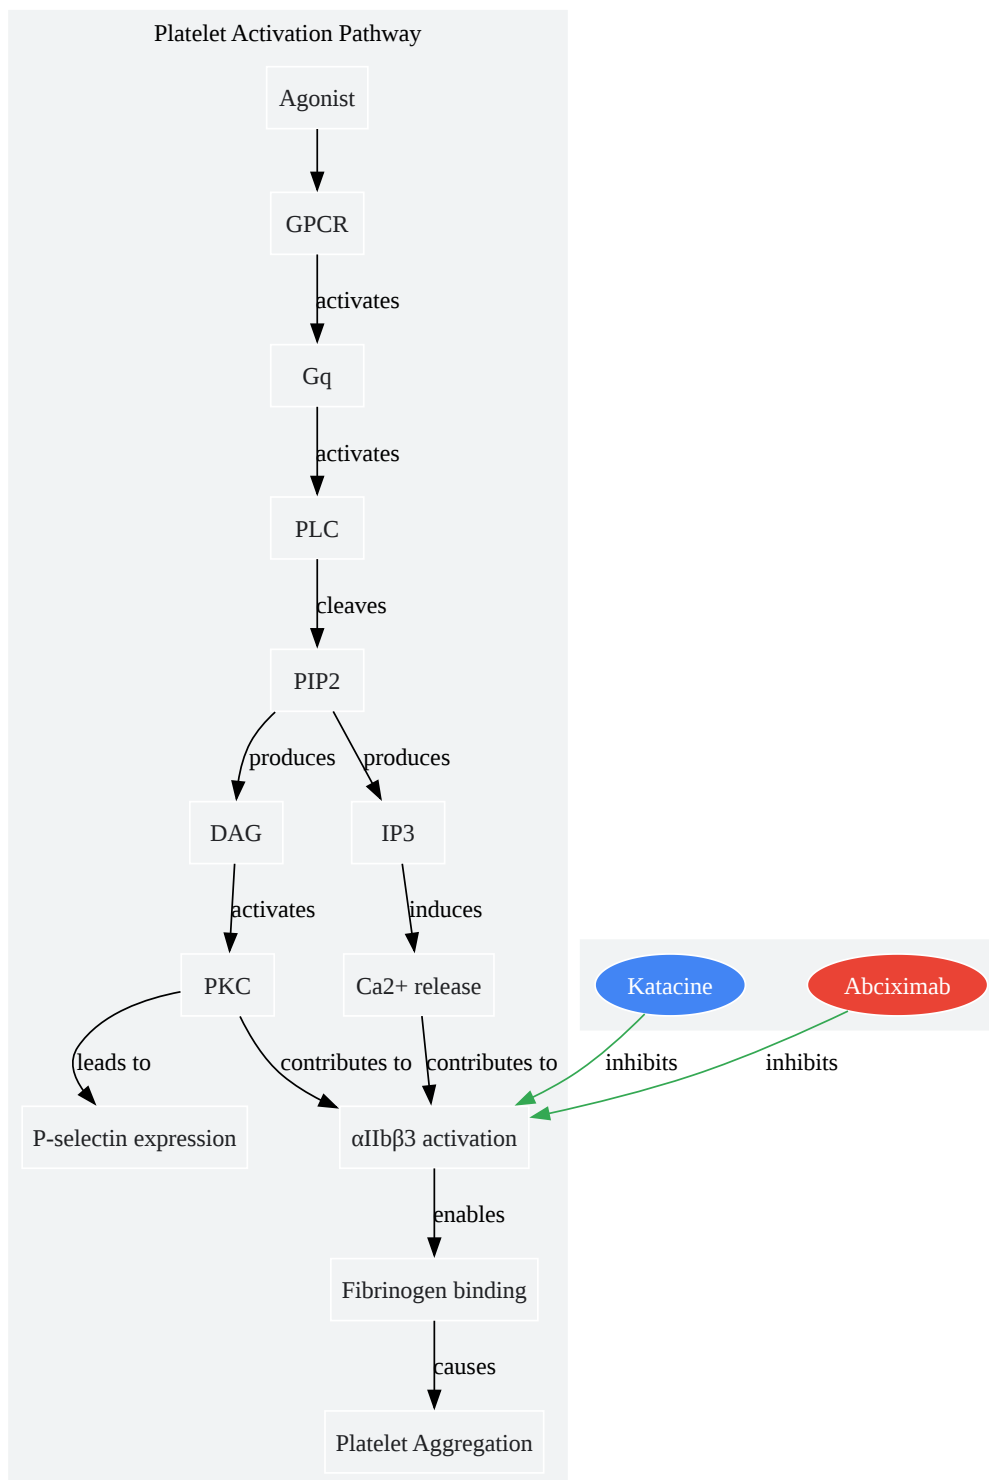 Platelet Activation Pathway
Agonist
GPCR
activates
Gq
activates
PLC
cleaves
PIP2
produces
produces
DAG
IP3
activates
induces
PKC
Ca2+ release
Katacine
Abciximab
leads to
contributes to
contributes to
inhibits
inhibits
P-selectin expression
αIIbβ3 activation
enables
Fibrinogen binding
causes
Platelet Aggregation